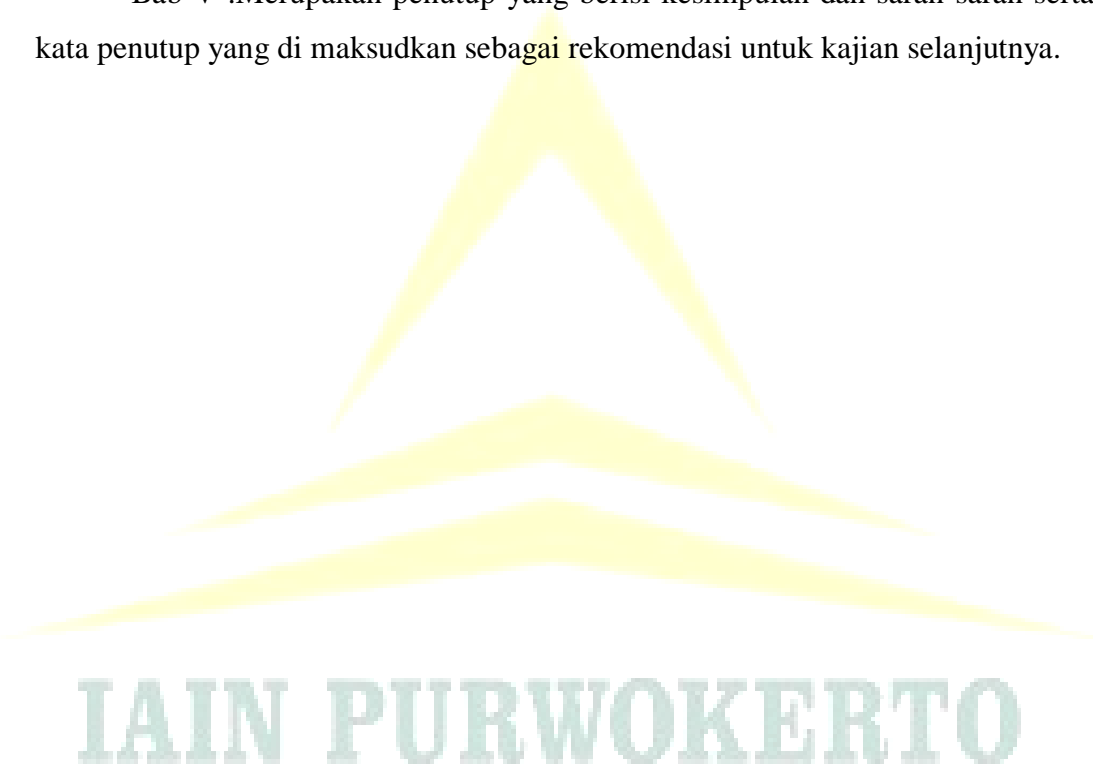 Bab V :Merupakan penutup yang berisi kesimpulan dan saran-saran serta
kata penutup yang di maksudkan sebagai rekomendasi untuk kajian selanjutnya.
IAIN PURWOKERTO